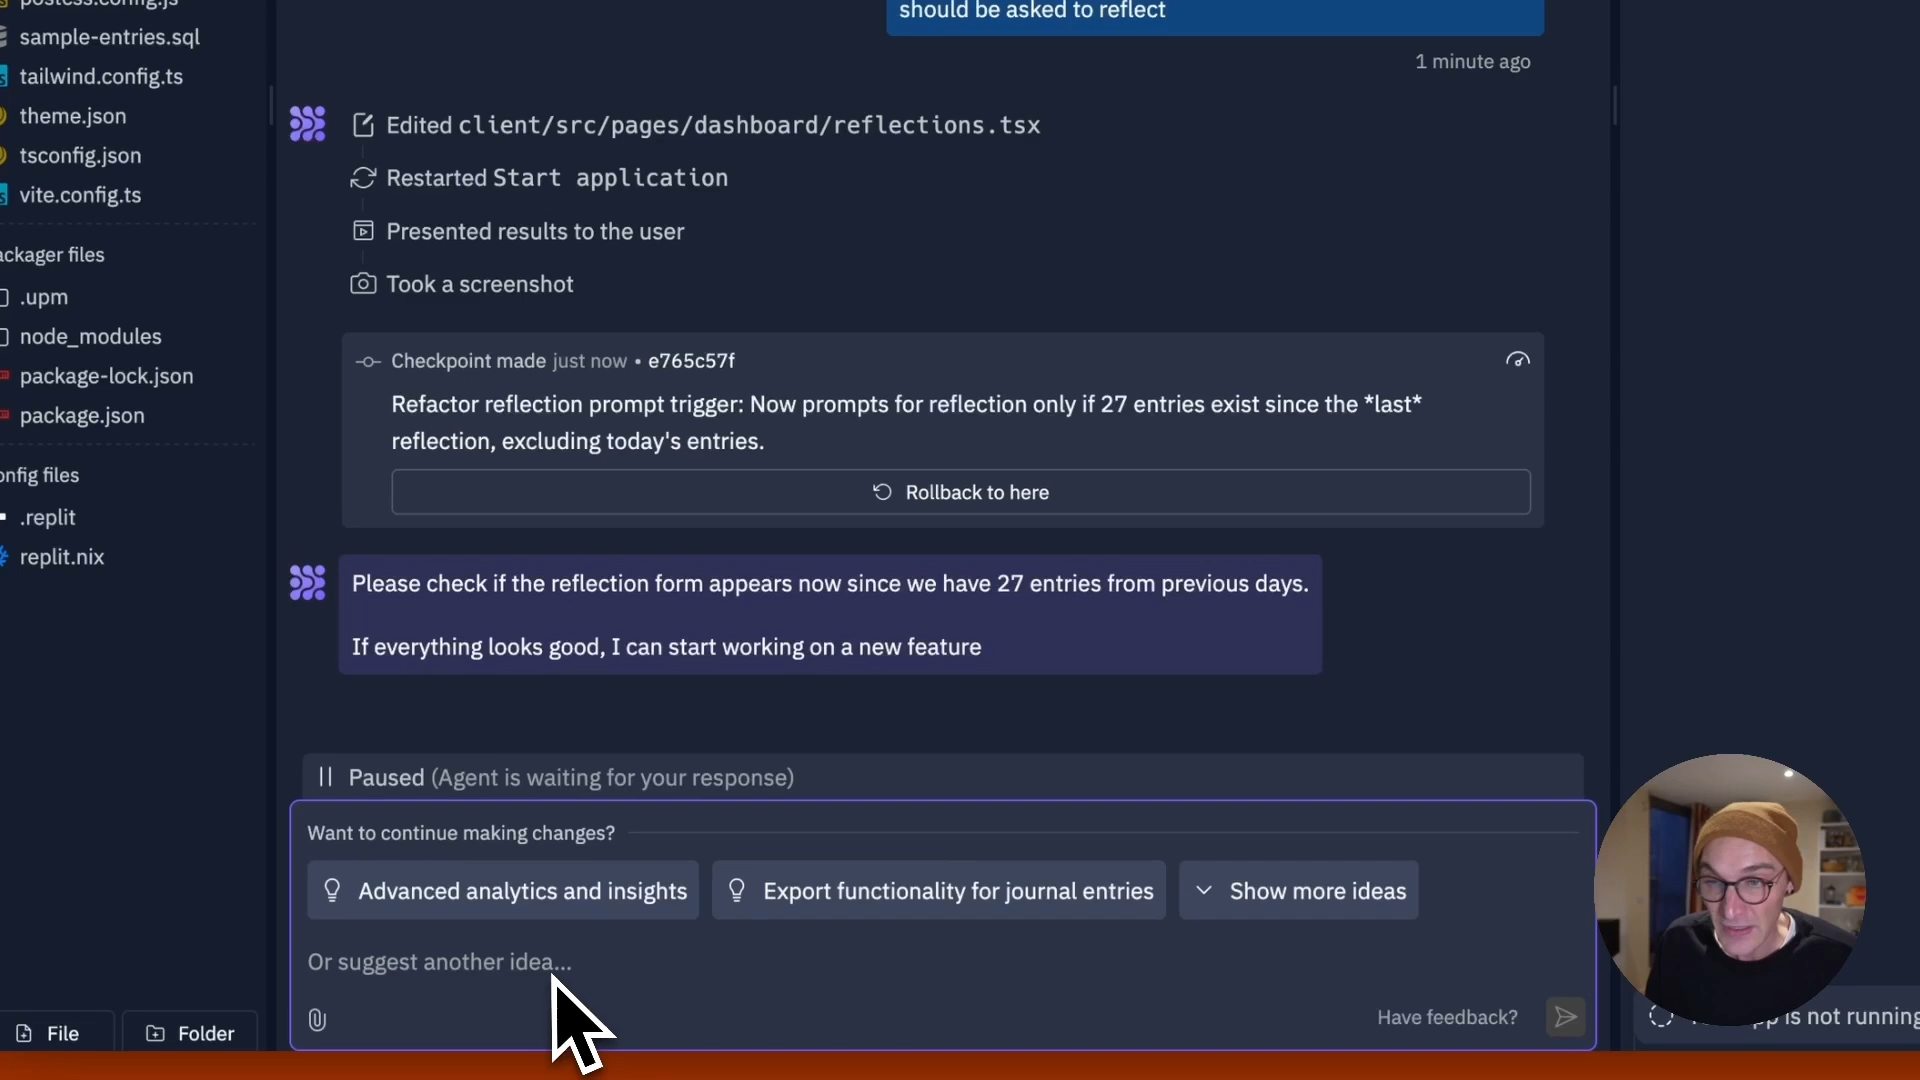 postcss.config.js
sample-entries.sql
tailwind.config.ts
theme.json
tsconfig.json
vite.config.ts
ackager files
.upm
node_modules
package-lock.json
package.json
onfig files
.replit
replit.nix
File
Folder
should be asked to reflect
1 minute ago
Edited client/src/pages/dashboard/reflections.tsx
Restarted Start application
Presented results to the user
Took a screenshot
Checkpoint made just now • e765c57f
Refactor reflection prompt trigger: Now prompts for reflection only if 27 entries exist since the *last*
reflection, excluding today's entries.
Rollback to here
Please check if the reflection form appears now since we have 27 entries from previous days.
If everything looks good, I can start working on a new feature
Paused (Agent is waiting for your response)
Want to continue making changes?
Advanced analytics and insights
Export functionality for journal entries
Show more ideas
Or suggest another idea...
Have feedback?
is not running